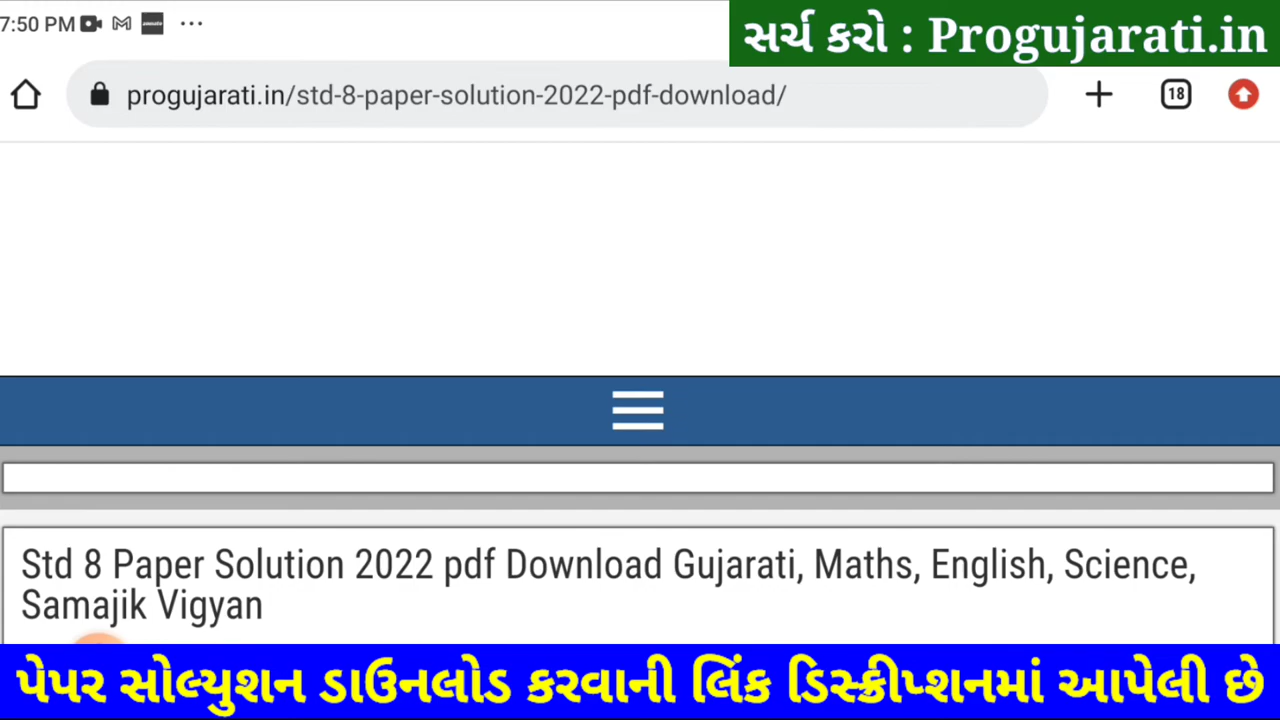 7:50 PM
સર્ચ કરો : Progujarati.in
progujarati.in/std-8-paper-solution-2022-pdf-download/
18
Std 8 Paper Solution 2022 pdf Download Gujarati, Maths, English, Science,
Samajik Vigyan
પેપર સોલ્યુશન ડાઉનલોડ કરવાની લિંક ડિસ્ક્રીપ્શનમાં આપેલી છે